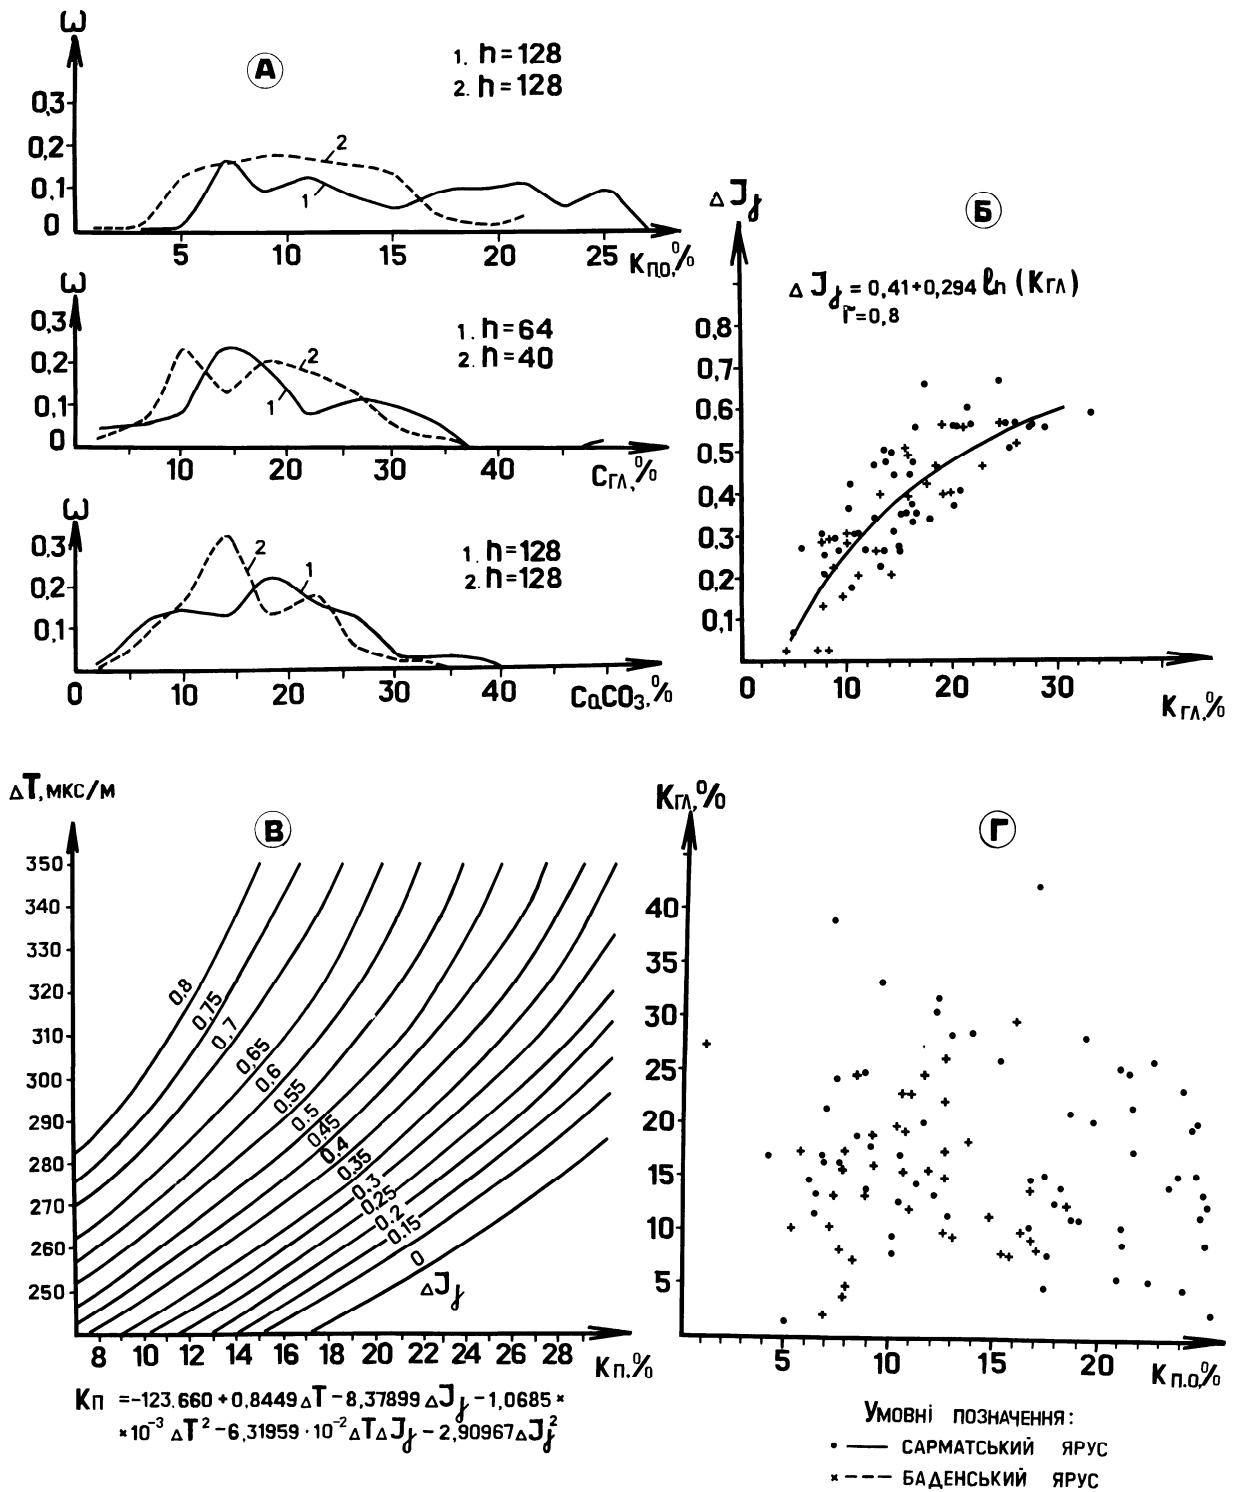 ω
А
1. h=128
2. h=128
0,3
0,2
0,1
0
2
1
5 10 15 20 25 Кп.о,%
ω
0,3
0,2
0,1
0
1. h=64
2. h=40
2
1
10 20 30 40 Сгл,%
ω
0,3
0,2
0,1
1. h=128
2. h=128
2
1
0 10 20 30 40 CaCO₃,%
Δ Jγ
Б
Δ Jγ = 0,41+0,294 ln (Кгл)
r̃=0,8
0,8
0,7
0,6
0,5
0,4
0,3
0,2
0,1
0 10 20 30
Кгл,%
ΔT, мкс/м
В
350
340
330
320
310
300
290
280
270
260
250
0,8
0,75
0,7
0,65
0,6
0,55
0,5
0,45
0,4
0,35
0,3
0,25
0,2
0,15
0
ΔJγ
8 10 12 14 16 18 20 22 24 26 28 Кп.%
Кп =-123.660+0,8449 ΔT-8,37899 ΔJγ-1,0685 ×
×10⁻³ ΔT²-6,31959·10⁻² ΔTΔJγ-2,90967ΔJγ²
Кгл,%
Г
40
35
30
25
20
15
10
5
5 10 15 20 Кп.о,%
Умовні позначення:
• — САРМАТСЬКИЙ ЯРУС
× --- БАДЕНСЬКИЙ ЯРУС